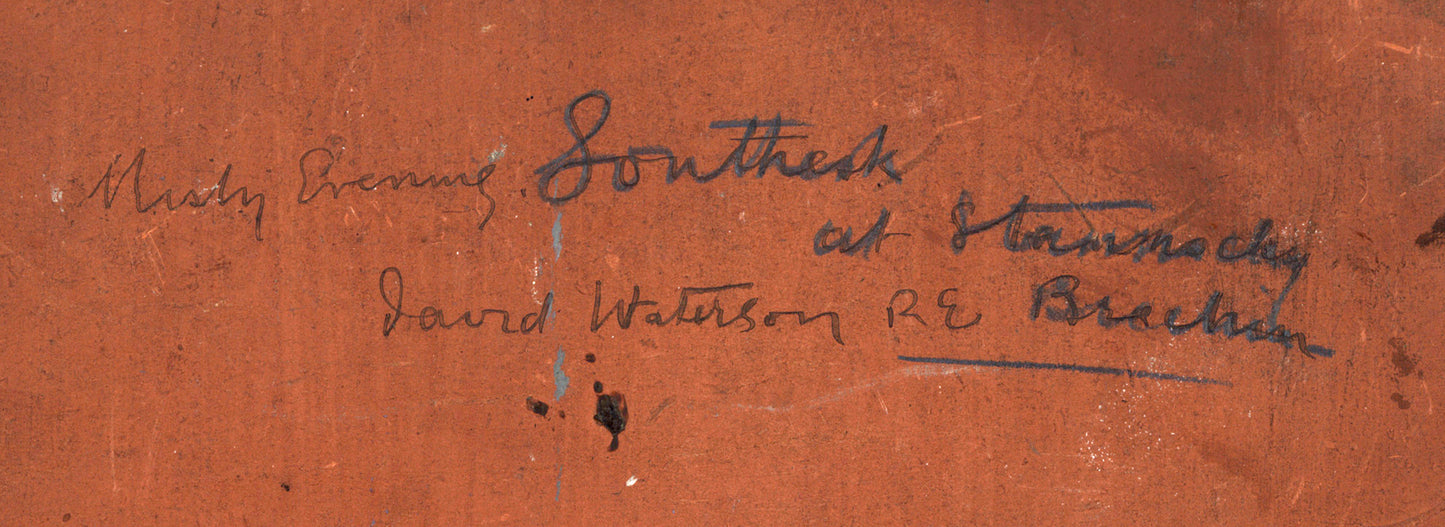 Misty Evening. Southesk
at Stannochy
David Waterson RE Brechin